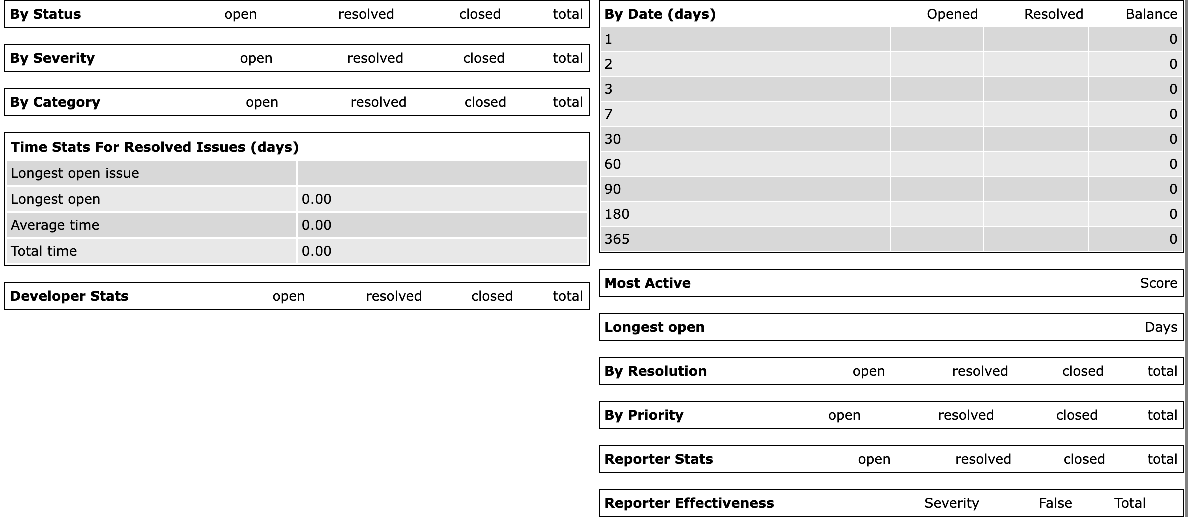 By Status open resolved closed total
By Severity open resolved closed total
By Category open resolved closed total
Time Stats For Resolved Issues (days)
Longest open issue
Longest open 0.00
Average time 0.00
Total time 0.00
Developer Stats open resolved closed total
By Date (days) Opened Resolved Balance
1 0
2 0
3 0
7 0
30 0
60 0
90 0
180 0
365 0
Most Active Score
Longest open Days
By Resolution open resolved closed total
By Priority open resolved closed total
Reporter Stats open resolved closed total
Reporter Effectiveness Severity False Total